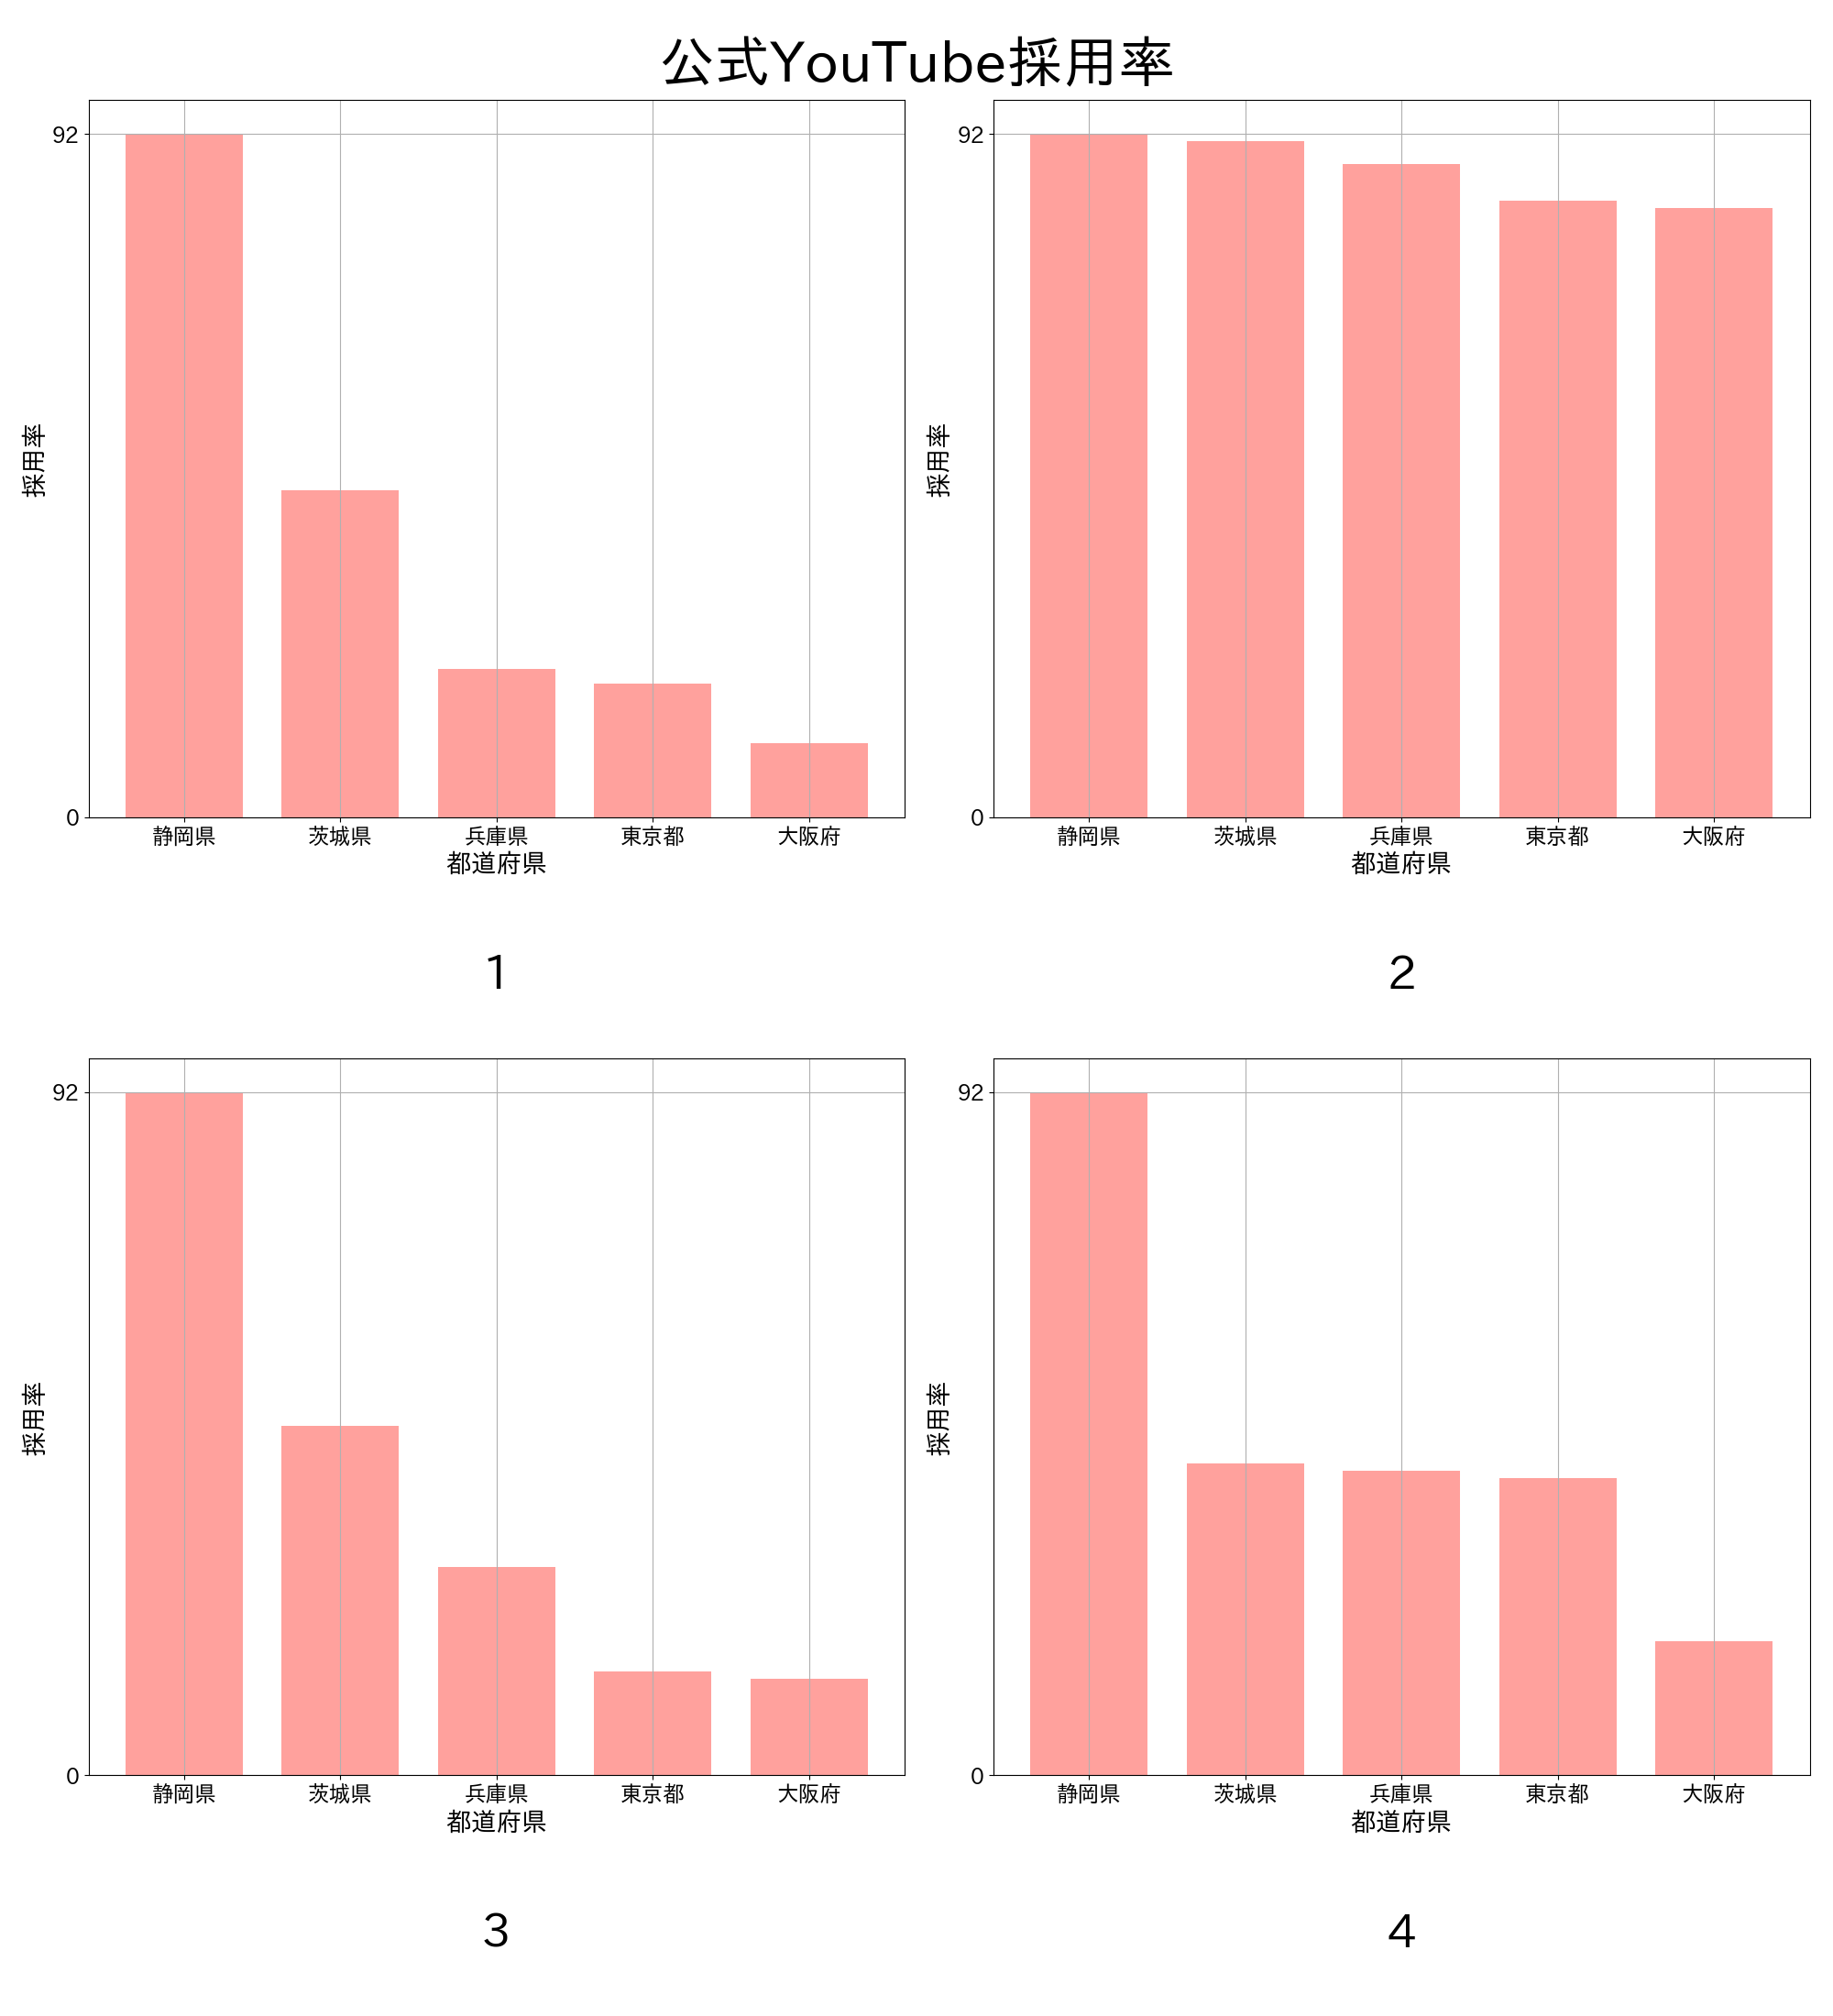 公式YouTube採用率
92
0
採用率
静岡県 茨城県 兵庫県 東京都 大阪府
都道府県
1
92
0
採用率
静岡県 茨城県 兵庫県 東京都 大阪府
都道府県
2
92
0
採用率
静岡県 茨城県 兵庫県 東京都 大阪府
都道府県
3
92
0
採用率
静岡県 茨城県 兵庫県 東京都 大阪府
都道府県
4